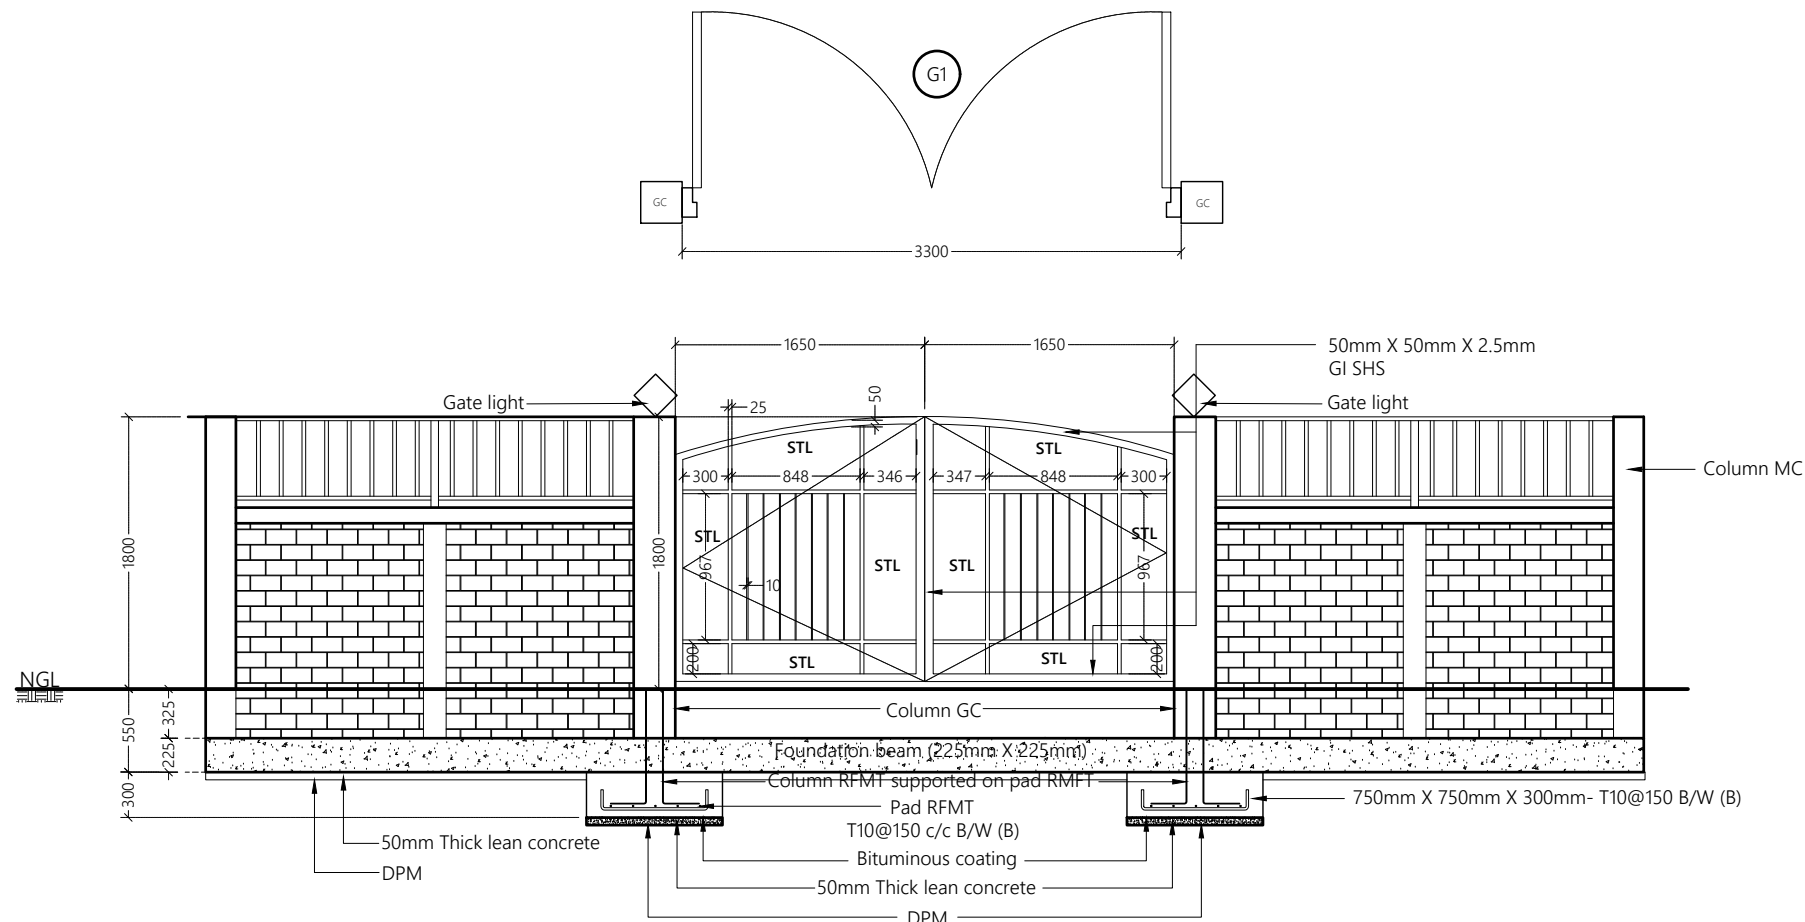 G1
GC
GC
3300
1650
1650
50mm X 50mm X 2.5mm
GI SHS
Gate light
25
50
Gate light
STL
STL
300
848
346
347
848
300
Column MC
1800
1800
STL
STL
967
STL
STL
967
10
200
STL
STL
200
NGL
550
325
Column GC
225
Foundation beam (225mm X 225mm)
Column RFMT supported on pad RMFT
300
Pad RFMT
750mm X 750mm X 300mm- T10@150 B/W (B)
T10@150 c/c B/W (B)
50mm Thick lean concrete
Bituminous coating
DPM
50mm Thick lean concrete
DPM